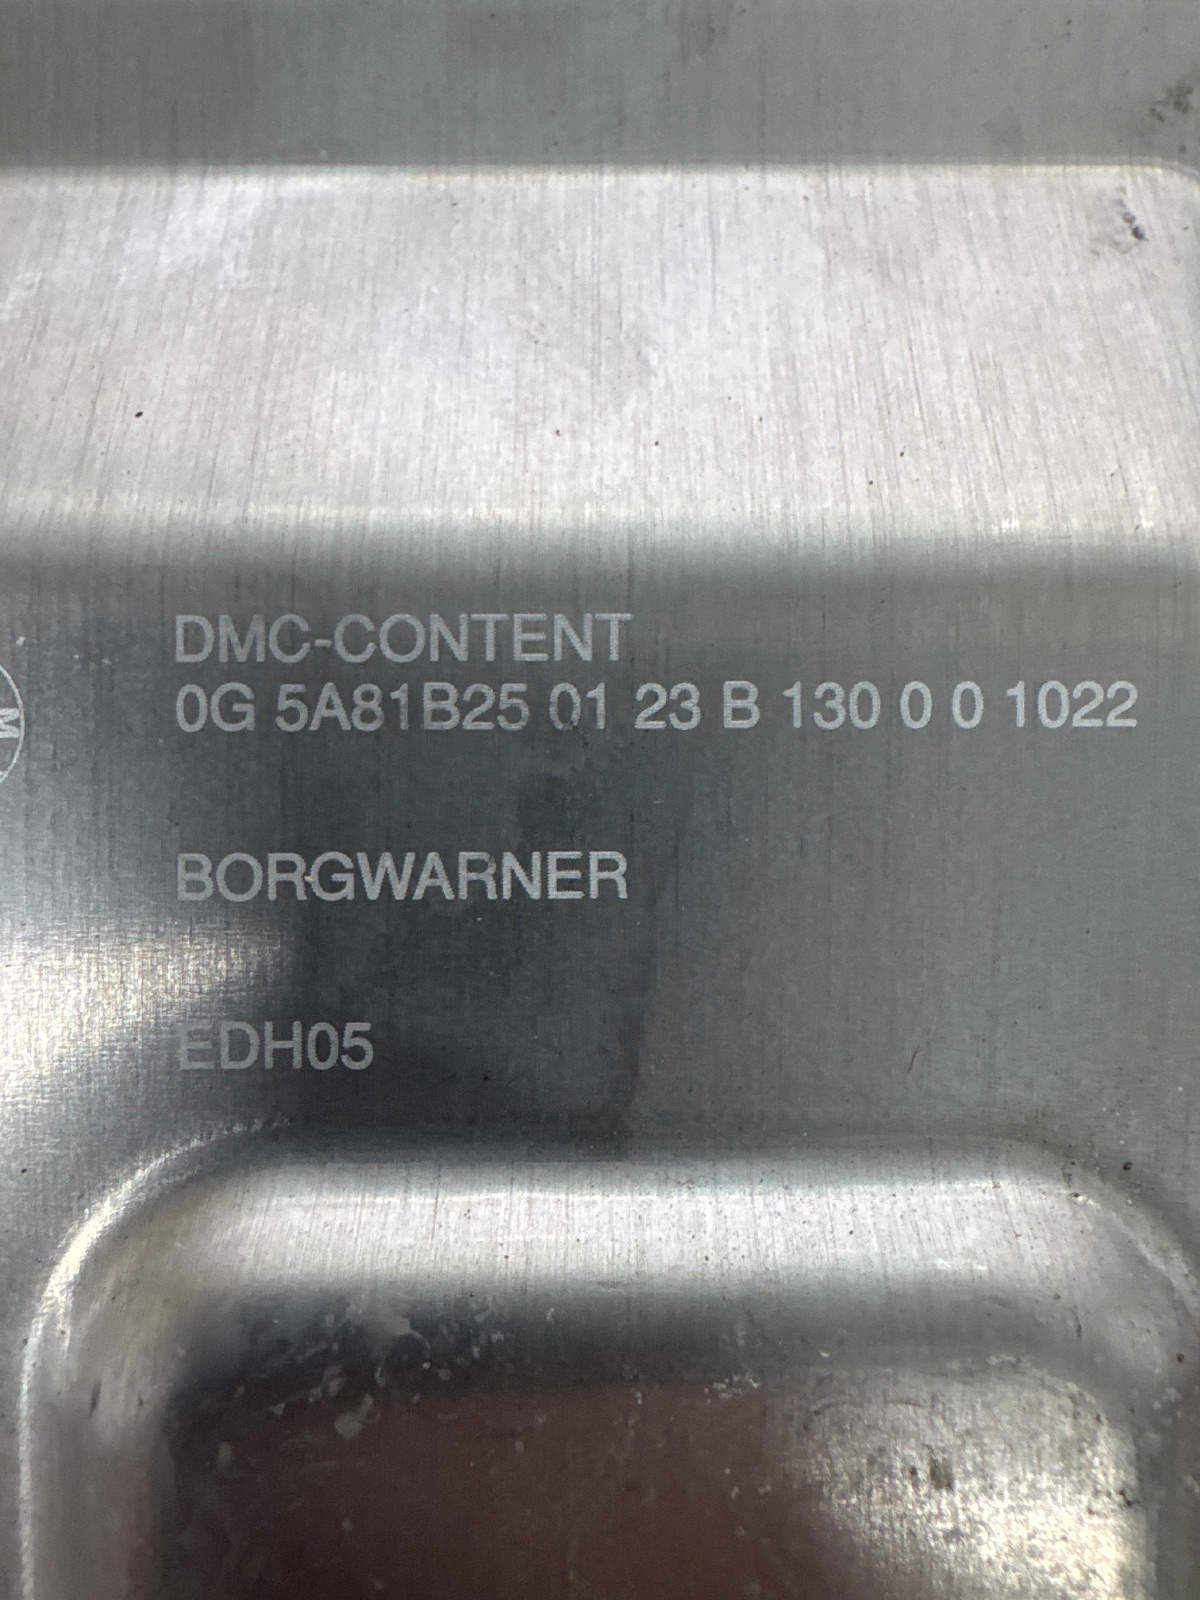 DMC-CONTENT
0G 5A81B25 01 23 B 130 0 0 1022
M
BORGWARNER
EDH05